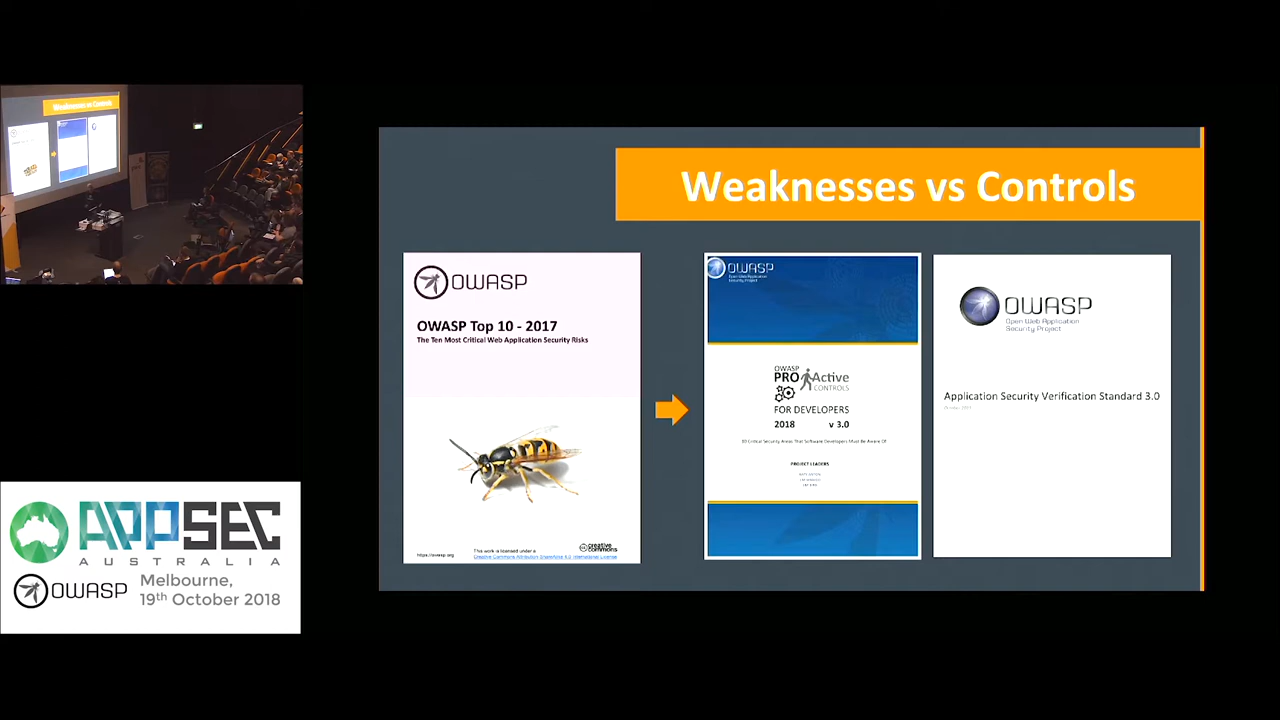 Weaknesses vs Controls
Weaknesses vs Controls
OWASP
OWASP Top 10 - 2017
The Ten Most Critical Web Application Security Risks
https://owasp.org
This work is licensed under a
Creative Commons Attribution-ShareAlike 4.0 International License
creative
commons
OWASP
Open Web Application
Security Project
OWASP
PROActive
CONTROLS
FOR DEVELOPERS
2018 v 3.0
10 Critical Security Areas That Software Developers Must Be Aware Of
PROJECT LEADERS
OWASP
Open Web Application
Security Project
Application Security Verification Standard 3.0
APPSEC
AUSTRALIA
OWASP
Melbourne,
19th October 2018